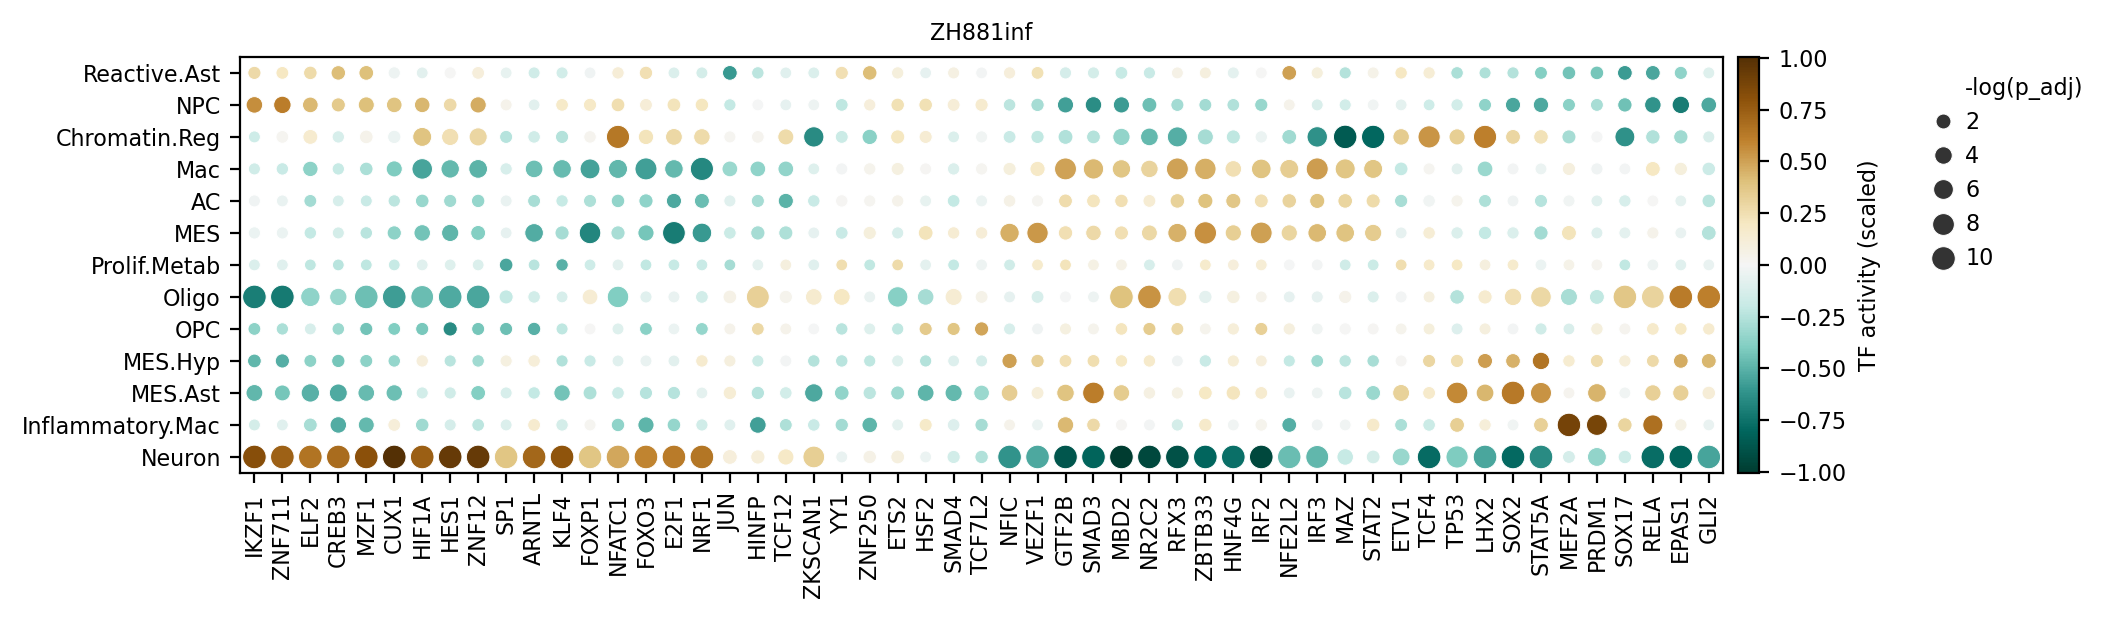 ZH881inf
Reactive.Ast
NPC
Chromatin.Reg
Mac
AC
MES
Prolif.Metab
Oligo
OPC
MES.Hyp
MES.Ast
Inflammatory.Mac
Neuron
IKZF1
ZNF711
ELF2
CREB3
MZF1
CUX1
HIF1A
HES1
ZNF12
SP1
ARNTL
KLF4
FOXP1
NFATC1
FOXO3
E2F1
NRF1
JUN
HINFP
TCF12
ZKSCAN1
YY1
ZNF250
ETS2
HSF2
SMAD4
TCF7L2
NFIC
VEZF1
GTF2B
SMAD3
MBD2
NR2C2
RFX3
ZBTB33
HNF4G
IRF2
NFE2L2
IRF3
MAZ
STAT2
ETV1
TCF4
TP53
LHX2
SOX2
STAT5A
MEF2A
PRDM1
SOX17
RELA
EPAS1
GLI2
1.00
0.75
0.50
0.25
0.00
−0.25
−0.50
−0.75
−1.00
TF activity (scaled)
-log(p_adj)
2
4
6
8
10